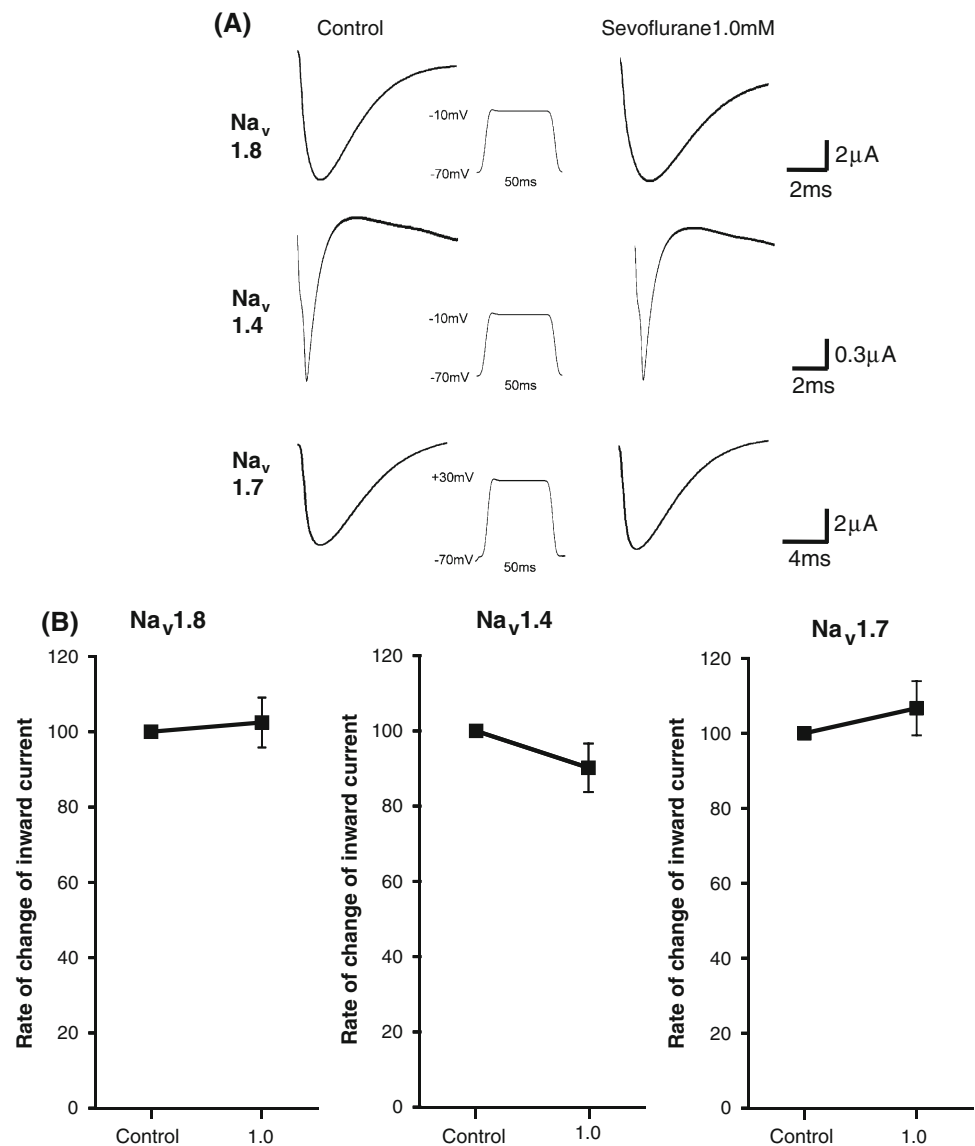 (A)
Control
Sevoflurane1.0mM
Nav
1.8
-10mV
-70mV
50ms
2μA
2ms
Nav
1.4
-10mV
-70mV
50ms
0.3μA
2ms
Nav
1.7
+30mV
-70mV
50ms
2μA
4ms
(B)
Nav1.8
Rate of change of inward current
120
100
80
60
40
20
0
Control
1.0
Nav1.4
Rate of change of inward current
120
100
80
60
40
20
0
Control
1.0
Nav1.7
Rate of change of inward current
120
100
80
60
40
20
0
Control
1.0